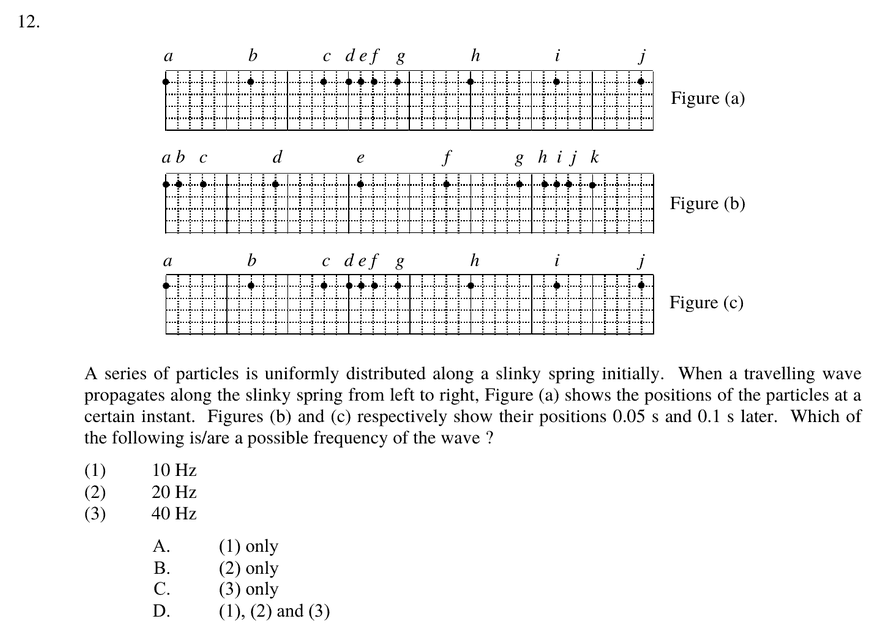 12.
a b c d e f g h i j
Figure (a)
a b c d e f g h i j k
Figure (b)
a b c d e f g h i j
Figure (c)
A series of particles is uniformly distributed along a slinky spring initially. When a travelling wave
propagates along the slinky spring from left to right, Figure (a) shows the positions of the particles at a
certain instant. Figures (b) and (c) respectively show their positions 0.05 s and 0.1 s later. Which of
the following is/are a possible frequency of the wave ?
(1) 10 Hz
(2) 20 Hz
(3) 40 Hz
A. (1) only
B. (2) only
C. (3) only
D. (1), (2) and (3)